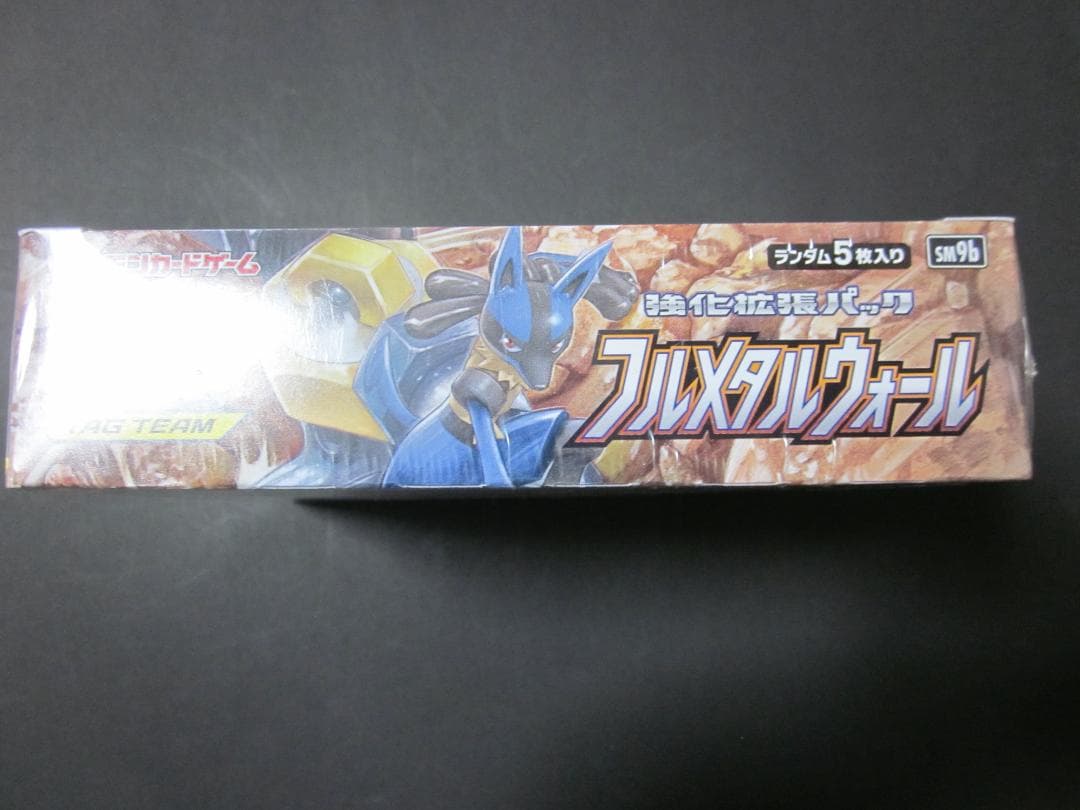 ンカードゲーム
ランダム5枚入り
SM9b
強化拡張パック
フルメタルウォール
TAG TEAM